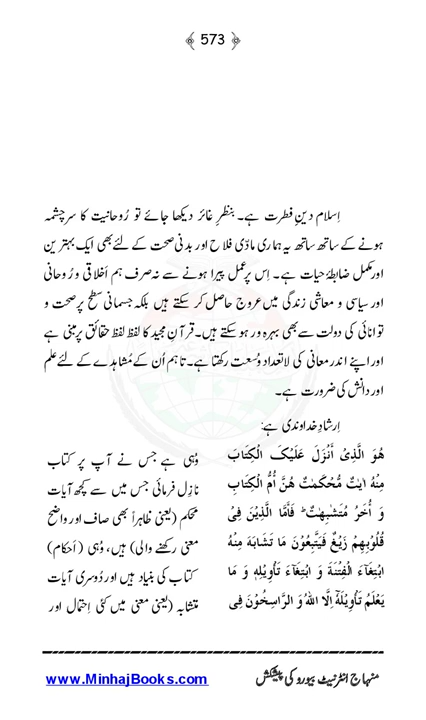 ﴿ 573 ﴾
اِسلام دینِ فطرت ہے۔ بنظرِ غائر دیکھا جائے تو رُوحانیت کا سرچشمہ
ہونے کے ساتھ ساتھ یہ ہماری مادّی فلاح اور بدنی صحت کے لئے بھی ایک بہترین
اور مکمل ضابطۂ حیات ہے۔ اِس پر عمل پیرا ہونے سے نہ صرف ہم اَخلاقی و رُوحانی
اور سیاسی و معاشی زندگی میں عروج حاصل کر سکتے ہیں بلکہ جسمانی سطح پر صحت و
توانائی کی دولت سے بھی بہرہ ور ہو سکتے ہیں۔ قرآنِ مجید کا لفظ لفظ حقائق پر مبنی ہے
اور اپنے اندر معانی کی لاتعداد وُسعت رکھتا ہے۔ تاہم اُن کے مُشاہدے کے لئے علم
اور دانش کی ضرورت ہے۔
اِرشادِ خداوندی ہے:
هُوَ الَّذِیْ أَنْزَلَ عَلَیْکَ الْکِتَابَ
مِنْهُ اٰیٰتٌ مُّحْکَمٰتٌ هُنَّ أُمُّ الْکِتَابِ
وَ أُخَرُ مُتَشٰبِهٰتٌ ؕ فَأَمَّا الَّذِیْنَ فِیْ
قُلُوْبِهِمْ زَیْغٌ فَیَتَّبِعُوْنَ مَا تَشَابَهَ مِنْهُ
ابْتِغَآءَ الْفِتْنَةِ وَ ابْتِغَآءَ تَأْوِیْلِهٖ وَ مَا
یَعْلَمُ تَأْوِیْلَهٗٓ اِلَّا اللهُ وَ الرَّاسِخُوْنَ فِی
وُہی ہے جس نے آپ پر کتاب
نازِل فرمائی جس میں سے کچھ آیات
محکم (یعنی ظاہراً بھی صاف اور واضح
معنی رکھنے والی) ہیں، وُہی (اَحکام)
کتاب کی بنیاد ہیں اور دُوسری آیات
متشابہ (یعنی معنی میں کئی اِحتمال اور
منہاج انٹرنیٹ بیورو کی پیشکش
www.MinhajBooks.com